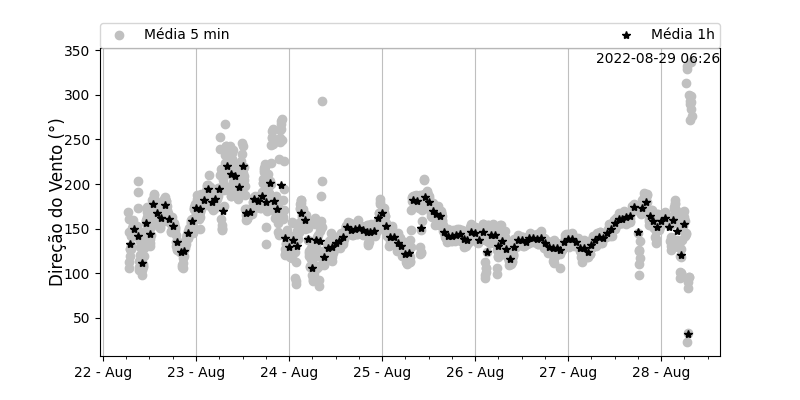 Média 5 min
Média 1h
2022-08-29 06:26
Direção do Vento (°)
350
300
250
200
150
100
50
22 - Aug
23 - Aug
24 - Aug
25 - Aug
26 - Aug
27 - Aug
28 - Aug